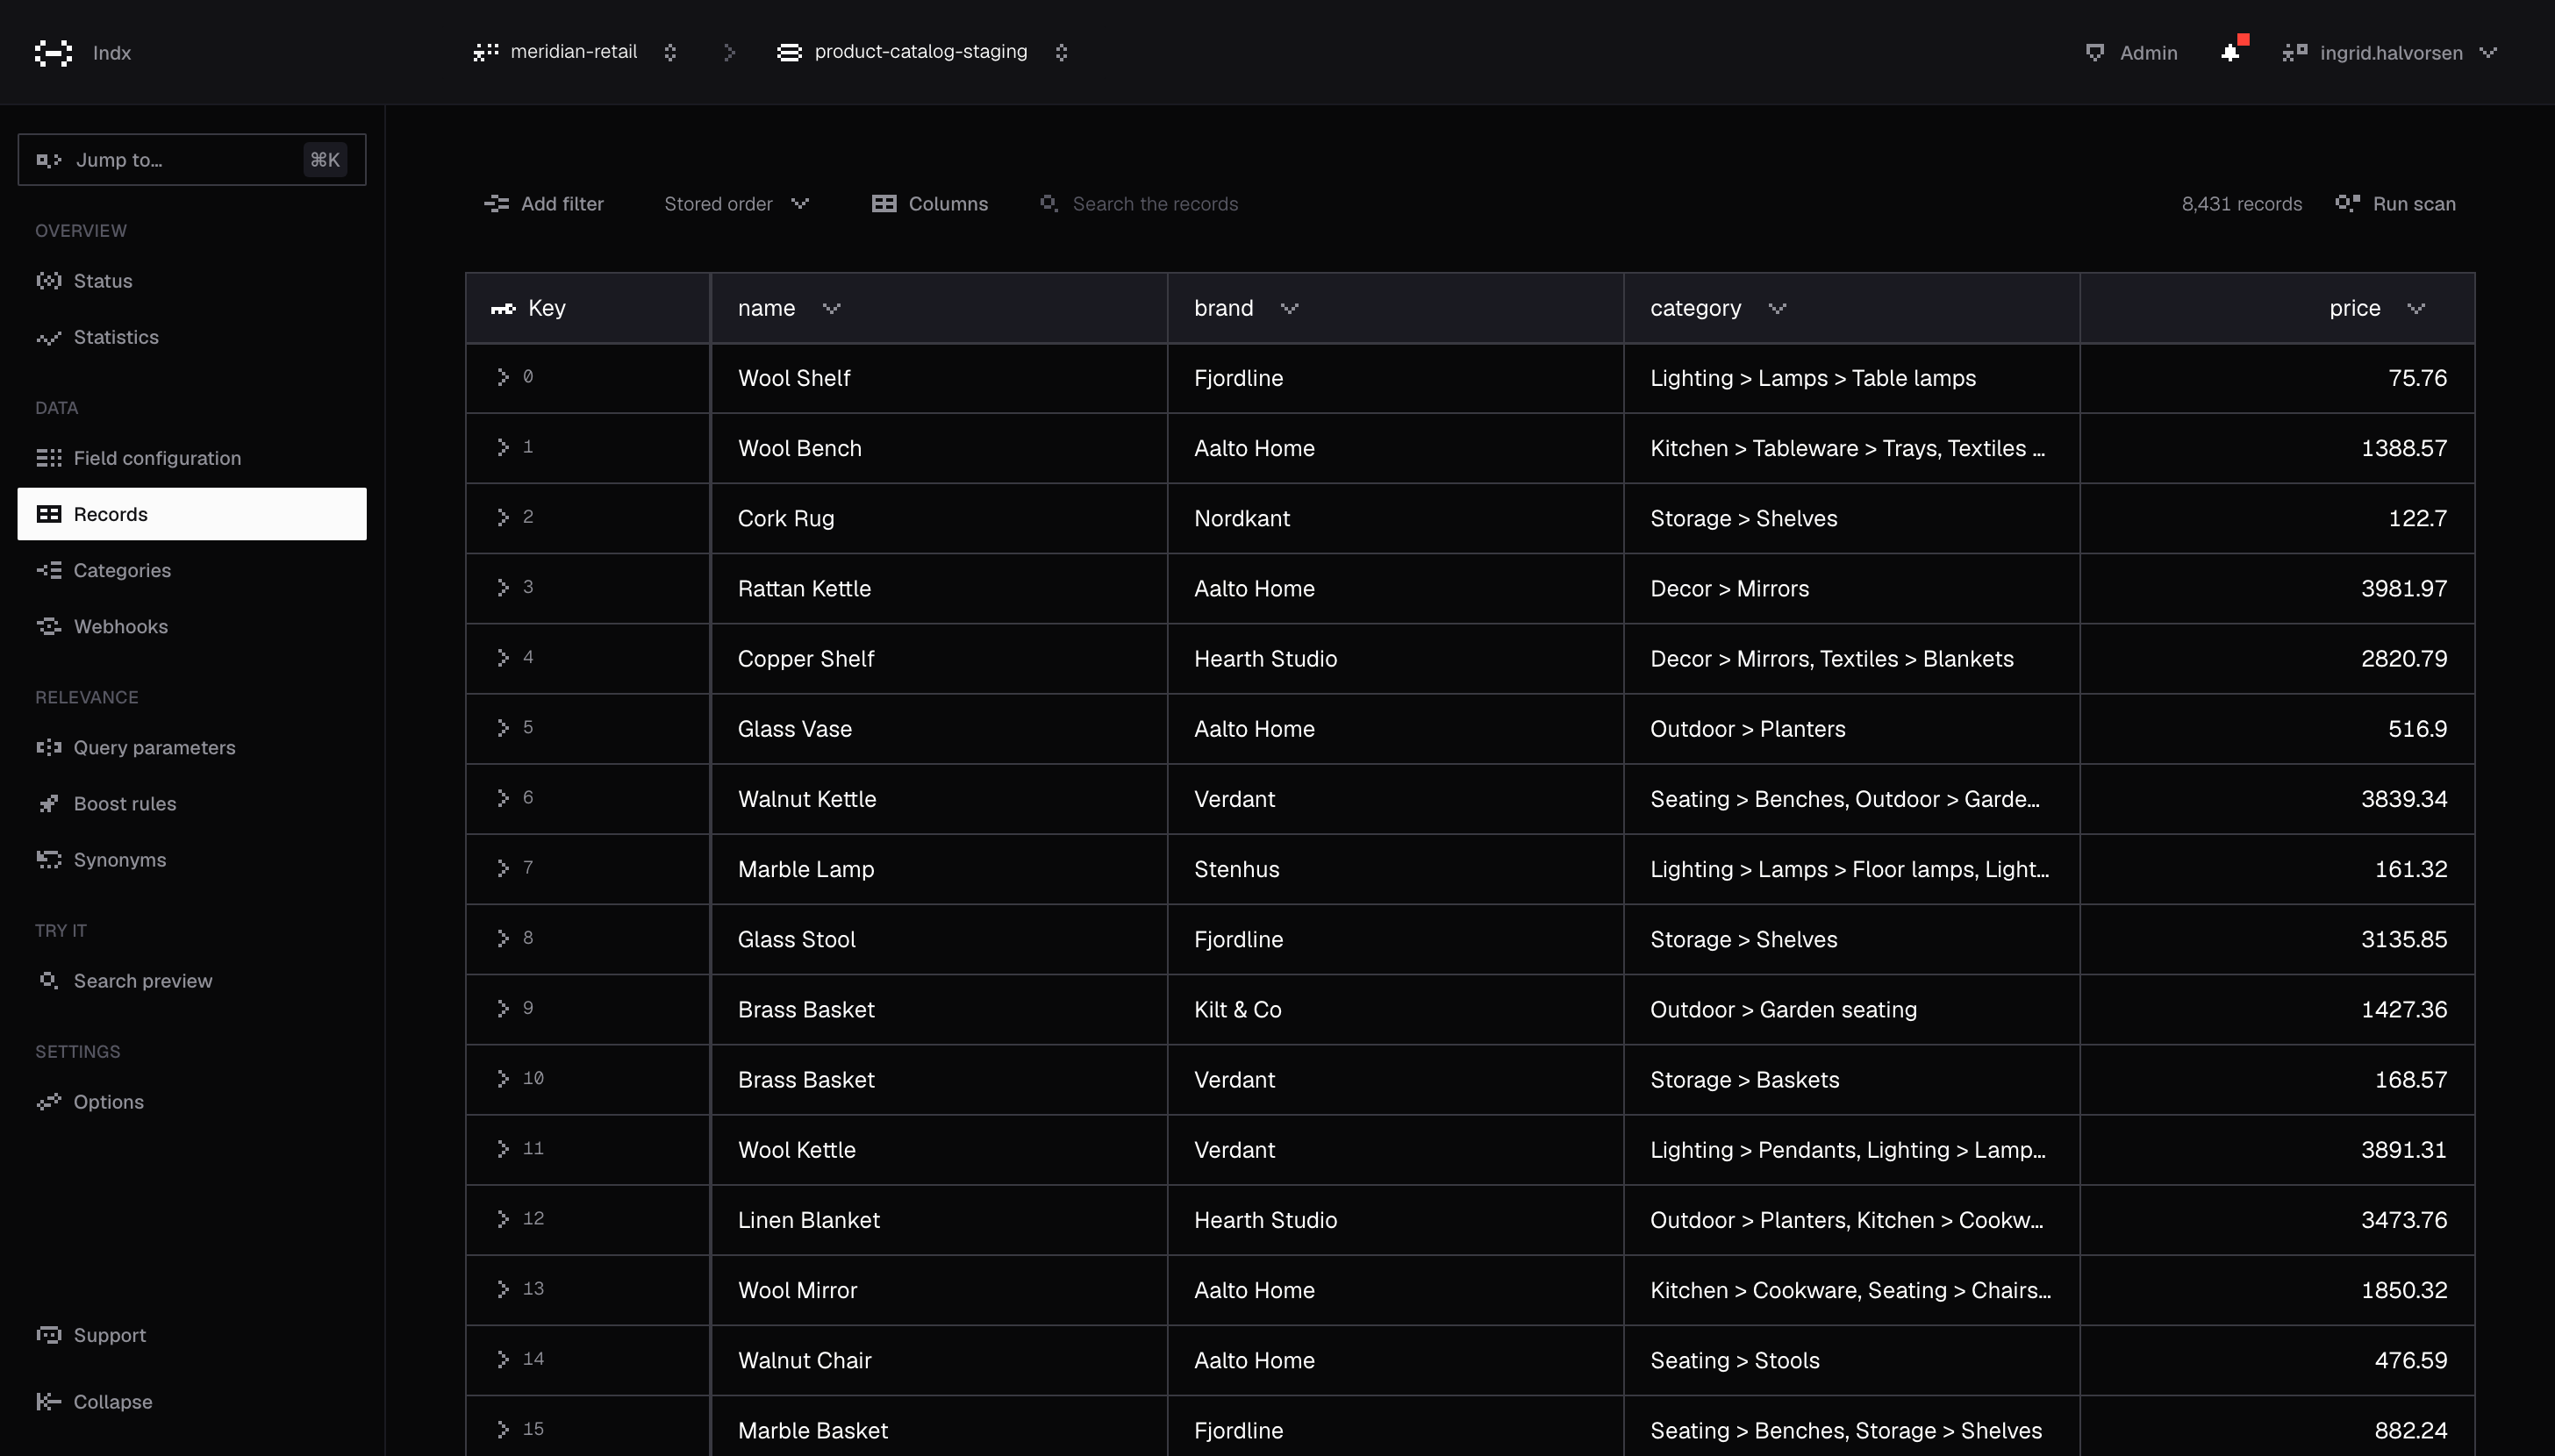 Indx
meridian-retail
product-catalog-staging
Admin
ingrid.halvorsen
Jump to... ⌘K
OVERVIEW
Status
Statistics
DATA
Field configuration
Records
Categories
Webhooks
RELEVANCE
Query parameters
Boost rules
Synonyms
TRY IT
Search preview
SETTINGS
Options
Support
Collapse
Add filter Stored order Columns Search the records 8,431 records Run scan
Key name brand category price
0 Wool Shelf Fjordline Lighting > Lamps > Table lamps 75.76
1 Wool Bench Aalto Home Kitchen > Tableware > Trays, Textiles ... 1388.57
2 Cork Rug Nordkant Storage > Shelves 122.7
3 Rattan Kettle Aalto Home Decor > Mirrors 3981.97
4 Copper Shelf Hearth Studio Decor > Mirrors, Textiles > Blankets 2820.79
5 Glass Vase Aalto Home Outdoor > Planters 516.9
6 Walnut Kettle Verdant Seating > Benches, Outdoor > Garde... 3839.34
7 Marble Lamp Stenhus Lighting > Lamps > Floor lamps, Light... 161.32
8 Glass Stool Fjordline Storage > Shelves 3135.85
9 Brass Basket Kilt & Co Outdoor > Garden seating 1427.36
10 Brass Basket Verdant Storage > Baskets 168.57
11 Wool Kettle Verdant Lighting > Pendants, Lighting > Lamp... 3891.31
12 Linen Blanket Hearth Studio Outdoor > Planters, Kitchen > Cookw... 3473.76
13 Wool Mirror Aalto Home Kitchen > Cookware, Seating > Chairs... 1850.32
14 Walnut Chair Aalto Home Seating > Stools 476.59
15 Marble Basket Fjordline Seating > Benches, Storage > Shelves 882.24